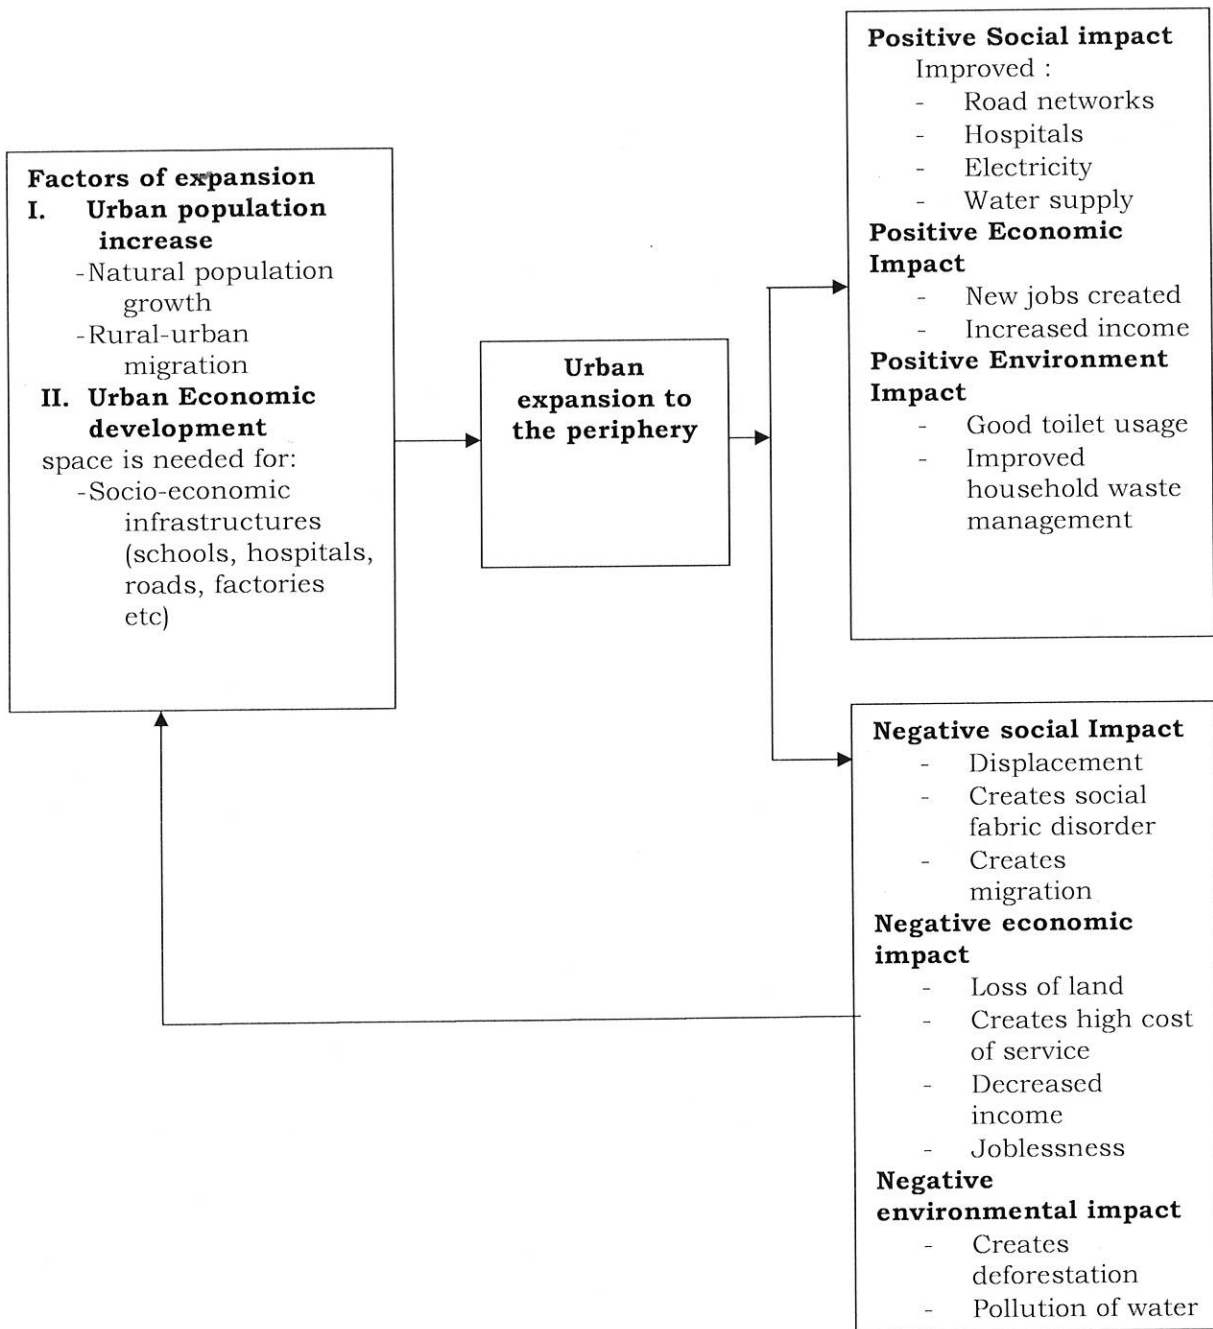 Factors of expansion
I. Urban population
increase
-Natural population
growth
-Rural-urban
migration
II. Urban Economic
development
space is needed for:
-Socio-economic
infrastructures
(schools, hospitals,
roads, factories
etc)
Urban
expansion to
the periphery
Positive Social impact
Improved :
- Road networks
- Hospitals
- Electricity
- Water supply
Positive Economic
Impact
- New jobs created
- Increased income
Positive Environment
Impact
- Good toilet usage
- Improved
household waste
management
Negative social Impact
- Displacement
- Creates social
fabric disorder
- Creates
migration
Negative economic
impact
- Loss of land
- Creates high cost
of service
- Decreased
income
- Joblessness
Negative
environmental impact
- Creates
deforestation
- Pollution of water